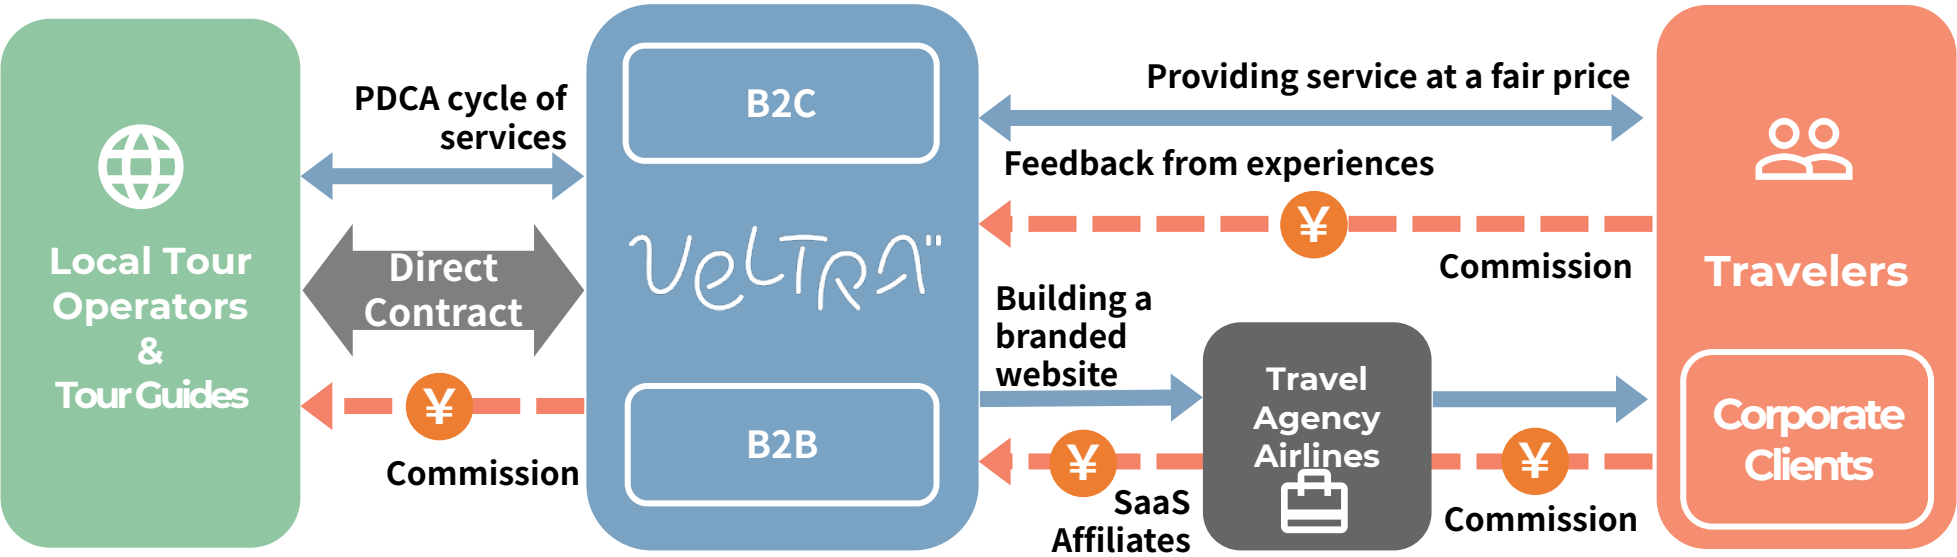 Local Tour
Operators
&
Tour Guides
PDCA cycle of
services
Direct
Contract
¥
Commission
B2C
VELTRA
B2B
Providing service at a fair price
Feedback from experiences
¥
Commission
Building a
branded
website
¥
SaaS
Affiliates
Travel
Agency
Airlines
¥
Commission
Travelers
Corporate
Clients